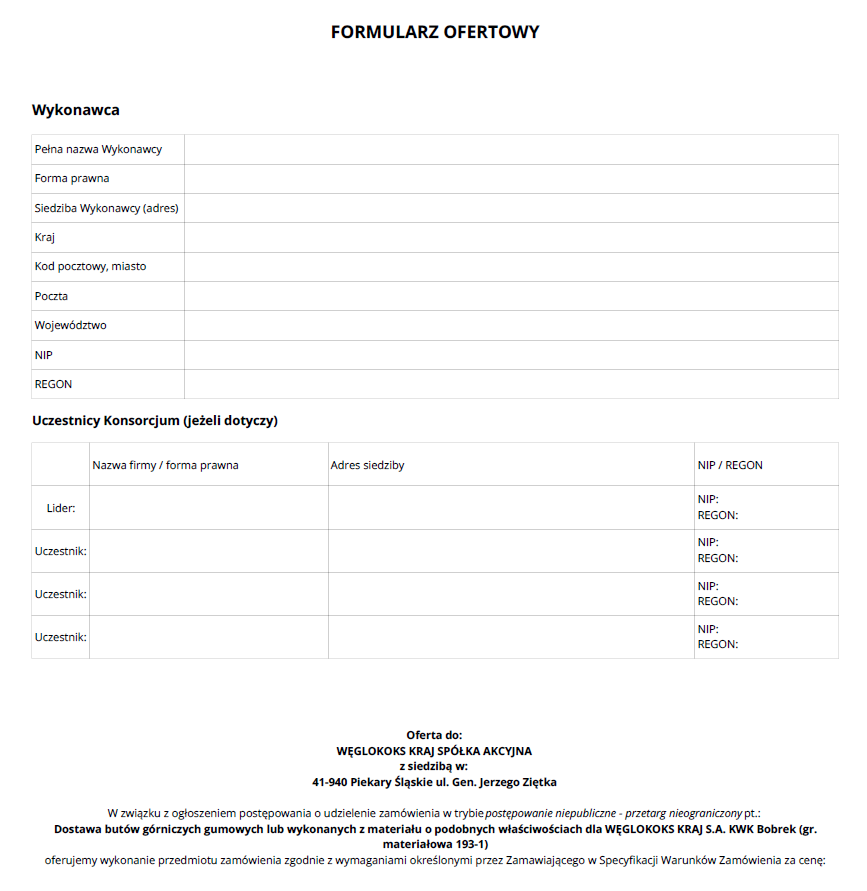 FORMULARZ OFERTOWY
Wykonawca
Pełna nazwa Wykonawcy
Forma prawna
Siedziba Wykonawcy (adres)
Kraj
Kod pocztowy, miasto
Poczta
Województwo
NIP
REGON
Uczestnicy Konsorcjum (jeżeli dotyczy)
Nazwa firmy / forma prawna Adres siedziby NIP / REGON
Lider: NIP:
REGON:
Uczestnik: NIP:
REGON:
Uczestnik: NIP:
REGON:
Uczestnik: NIP:
REGON:
Oferta do:
WĘGLOKOKS KRAJ SPÓŁKA AKCYJNA
z siedzibą w:
41-940 Piekary Śląskie ul. Gen. Jerzego Ziętka
W związku z ogłoszeniem postępowania o udzielenie zamówienia w trybie postępowanie niepubliczne - przetarg nieograniczony pt.:
Dostawa butów górniczych gumowych lub wykonanych z materiału o podobnych właściwościach dla WĘGLOKOKS KRAJ S.A. KWK Bobrek (gr.
materiałowa 193-1)
oferujemy wykonanie przedmiotu zamówienia zgodnie z wymaganiami określonymi przez Zamawiającego w Specyfikacji Warunków Zamówienia za cenę: